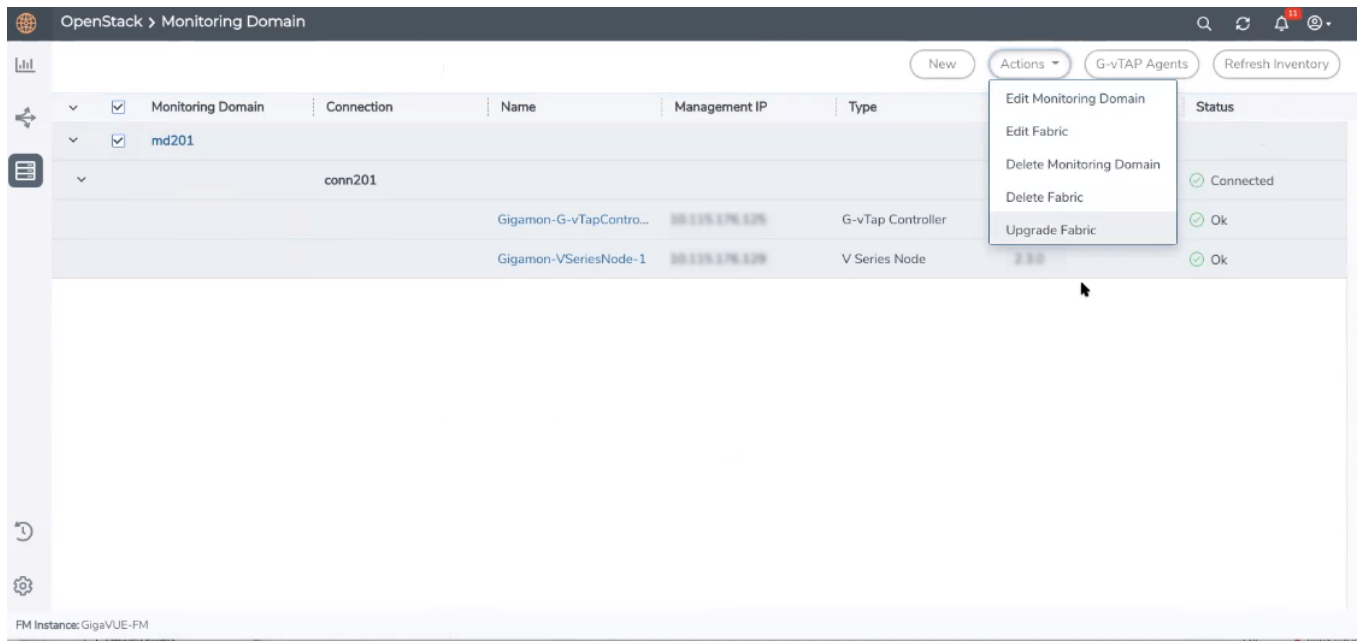 OpenStack > Monitoring Domain
11
New Actions G-vTAP Agents Refresh Inventory
Monitoring Domain Connection Name Management IP Type Status
Edit Monitoring Domain
Edit Fabric
Delete Monitoring Domain
Delete Fabric
Upgrade Fabric
md201
conn201 Connected
Gigamon-G-vTapContro... G-vTap Controller Ok
Gigamon-VSeriesNode-1 V Series Node Ok
FM Instance: GigaVUE-FM